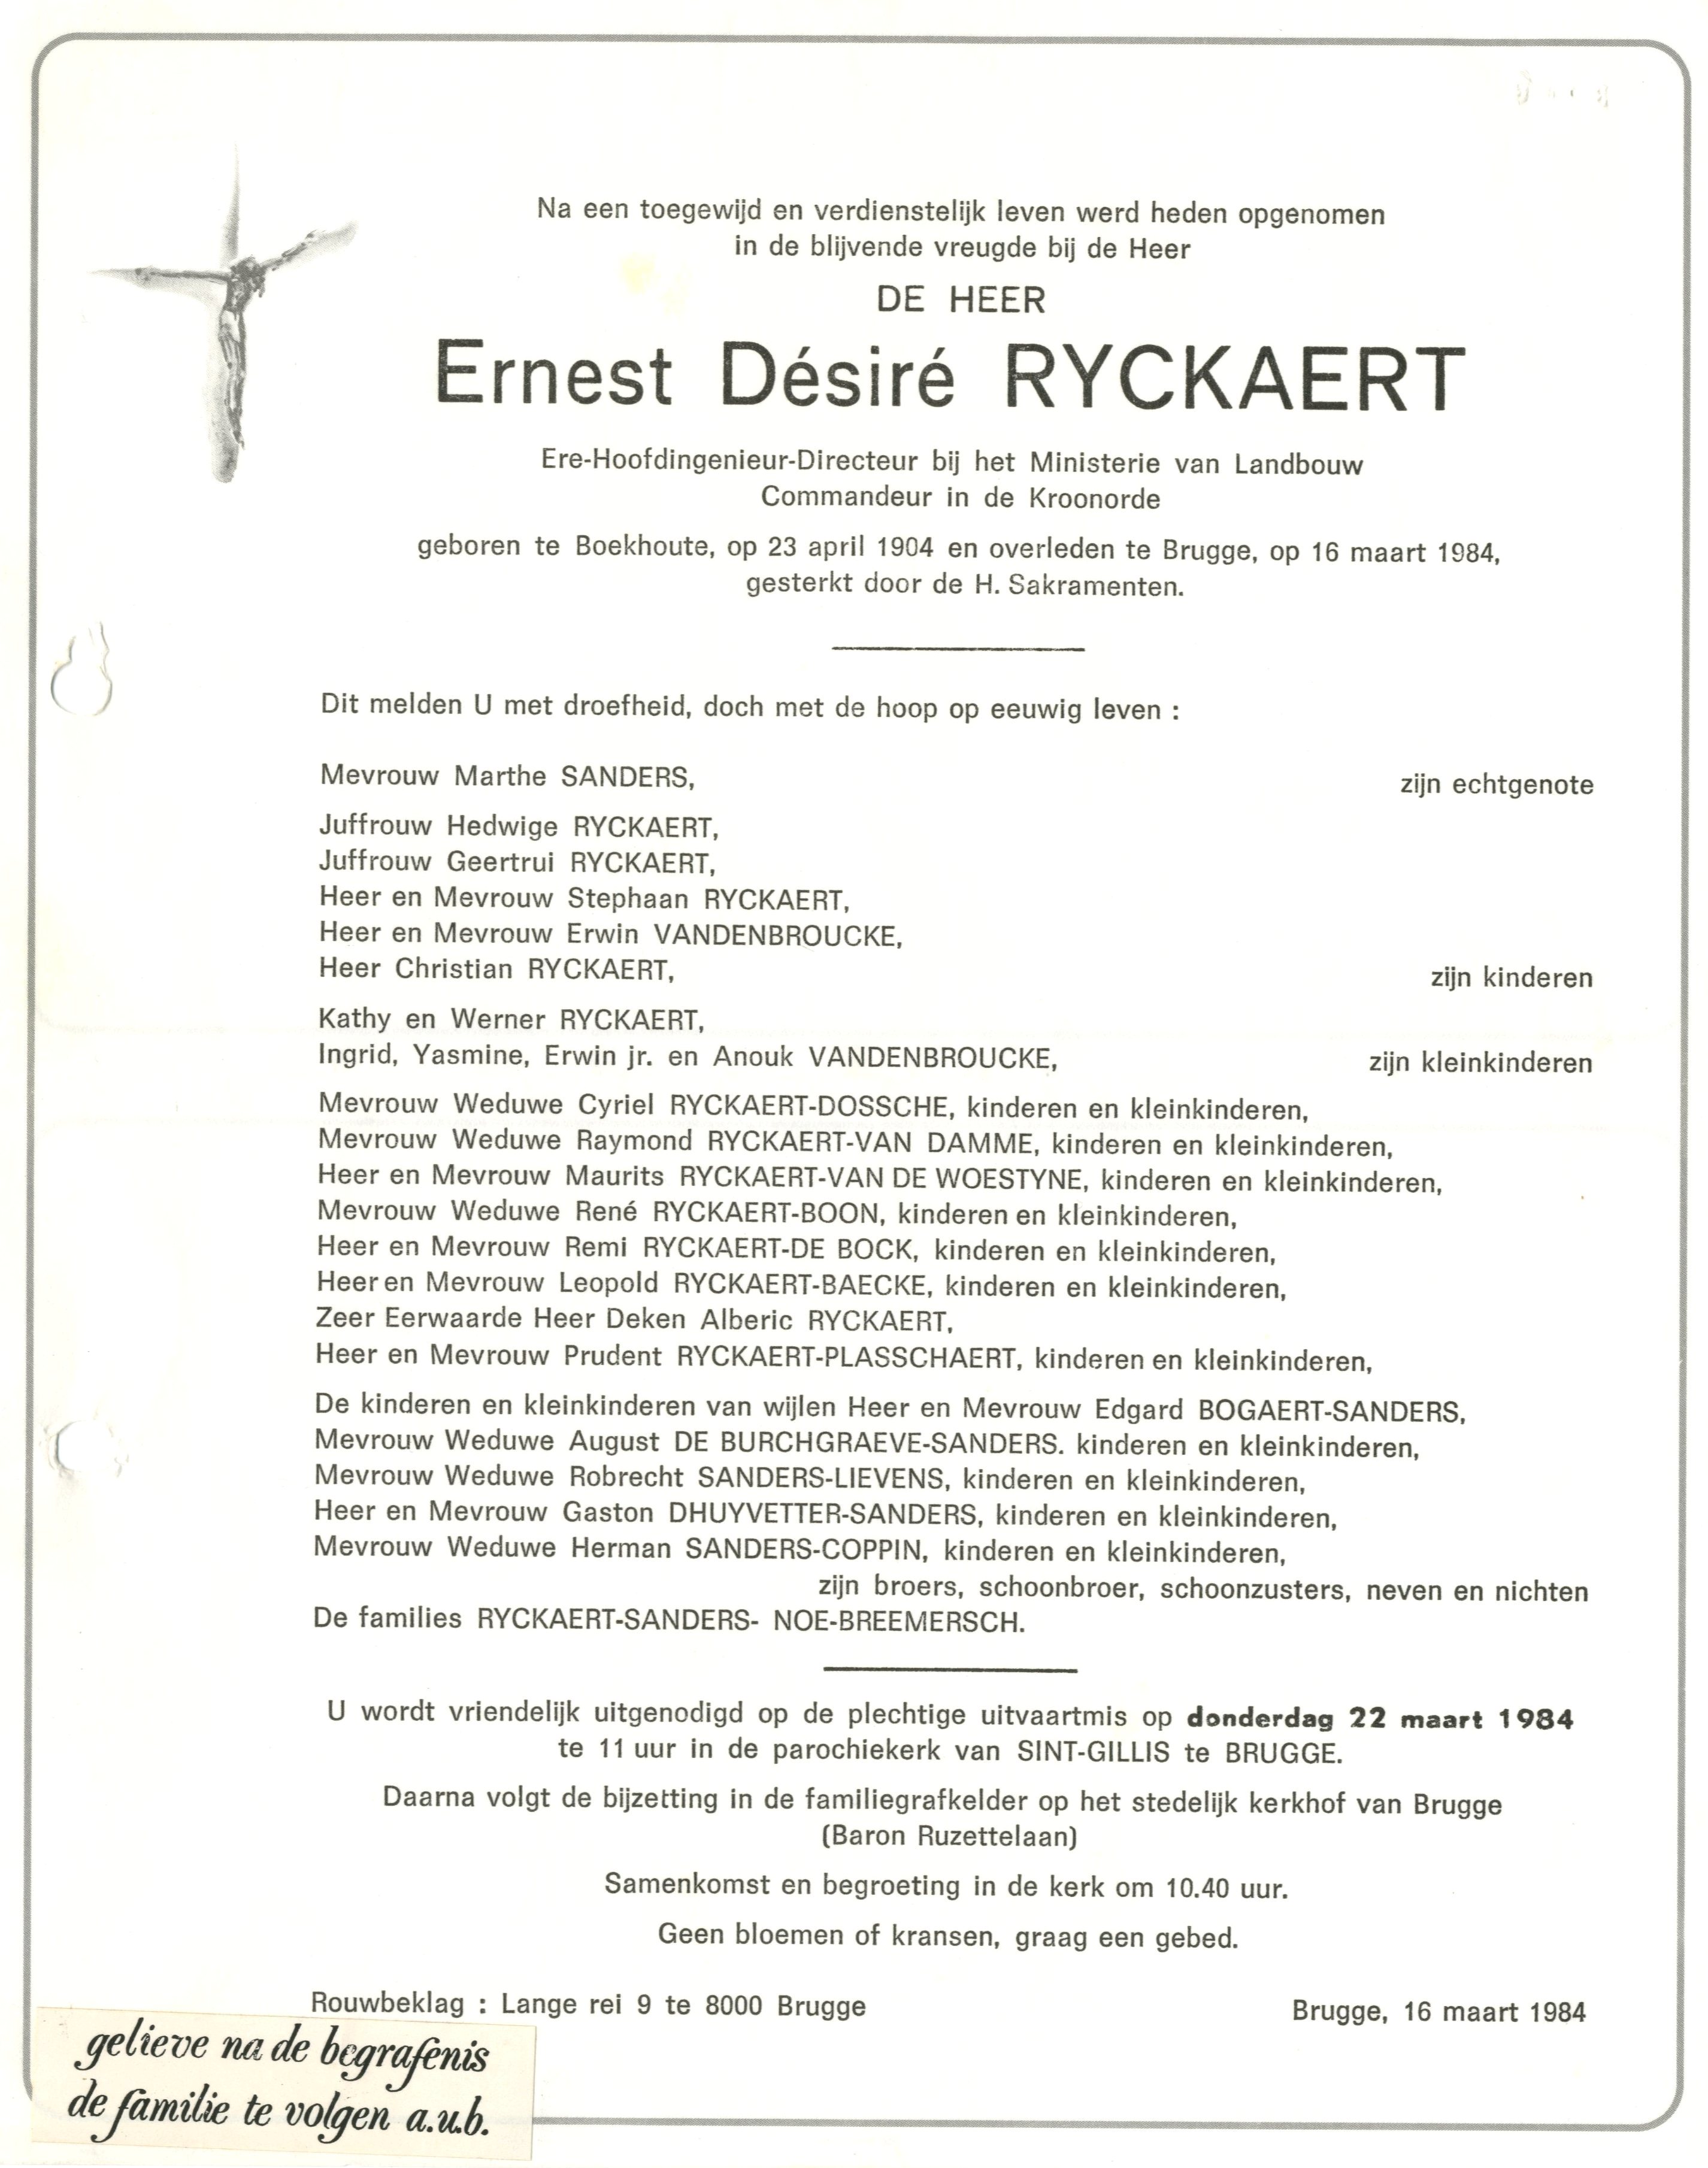 Na een toegewijd en verdienstelijk leven werd heden opgenomen
in de blijvende vreugde bij de Heer
DE HEER
Ernest Désiré RYCKAERT
Ere-Hoofdingenieur-Directeur bij het Ministerie van Landbouw
Commandeur in de Kroonorde
geboren te Boekhoute, op 23 april 1904 en overleden te Brugge, op 16 maart 1984,
gesterkt door de H. Sakramenten.
Dit melden U met droefheid, doch met de hoop op eeuwig leven :
Mevrouw Marthe SANDERS, zijn echtgenote
Juffrouw Hedwige RYCKAERT,
Juffrouw Geertrui RYCKAERT,
Heer en Mevrouw Stephaan RYCKAERT,
Heer en Mevrouw Erwin VANDENBROUCKE,
Heer Christian RYCKAERT, zijn kinderen
Kathy en Werner RYCKAERT,
Ingrid, Yasmine, Erwin jr. en Anouk VANDENBROUCKE, zijn kleinkinderen
Mevrouw Weduwe Cyriel RYCKAERT-DOSSCHE, kinderen en kleinkinderen,
Mevrouw Weduwe Raymond RYCKAERT-VAN DAMME, kinderen en kleinkinderen,
Heer en Mevrouw Maurits RYCKAERT-VAN DE WOESTYNE, kinderen en kleinkinderen,
Mevrouw Weduwe René RYCKAERT-BOON, kinderen en kleinkinderen,
Heer en Mevrouw Remi RYCKAERT-DE BOCK, kinderen en kleinkinderen,
Heer en Mevrouw Leopold RYCKAERT-BAECKE, kinderen en kleinkinderen,
Zeer Eerwaarde Heer Deken Alberic RYCKAERT,
Heer en Mevrouw Prudent RYCKAERT-PLASSCHAERT, kinderen en kleinkinderen,
De kinderen en kleinkinderen van wijlen Heer en Mevrouw Edgard BOGAERT-SANDERS,
Mevrouw Weduwe August DE BURCHGRAEVE-SANDERS. kinderen en kleinkinderen,
Mevrouw Weduwe Robrecht SANDERS-LIEVENS, kinderen en kleinkinderen,
Heer en Mevrouw Gaston DHUYVETTER-SANDERS, kinderen en kleinkinderen,
Mevrouw Weduwe Herman SANDERS-COPPIN, kinderen en kleinkinderen,
zijn broers, schoonbroer, schoonzusters, neven en nichten
De families RYCKAERT-SANDERS- NOE-BREEMERSCH.
U wordt vriendelijk uitgenodigd op de plechtige uitvaartmis op donderdag 22 maart 1984
te 11 uur in de parochiekerk van SINT-GILLIS te BRUGGE.
Daarna volgt de bijzetting in de familiegrafkelder op het stedelijk kerkhof van Brugge
(Baron Ruzettelaan)
Samenkomst en begroeting in de kerk om 10.40 uur.
Geen bloemen of kransen, graag een gebed.
Rouwbeklag : Lange rei 9 te 8000 Brugge Brugge, 16 maart 1984
gelieve na de begrafenis
de familie te volgen a.u.b.